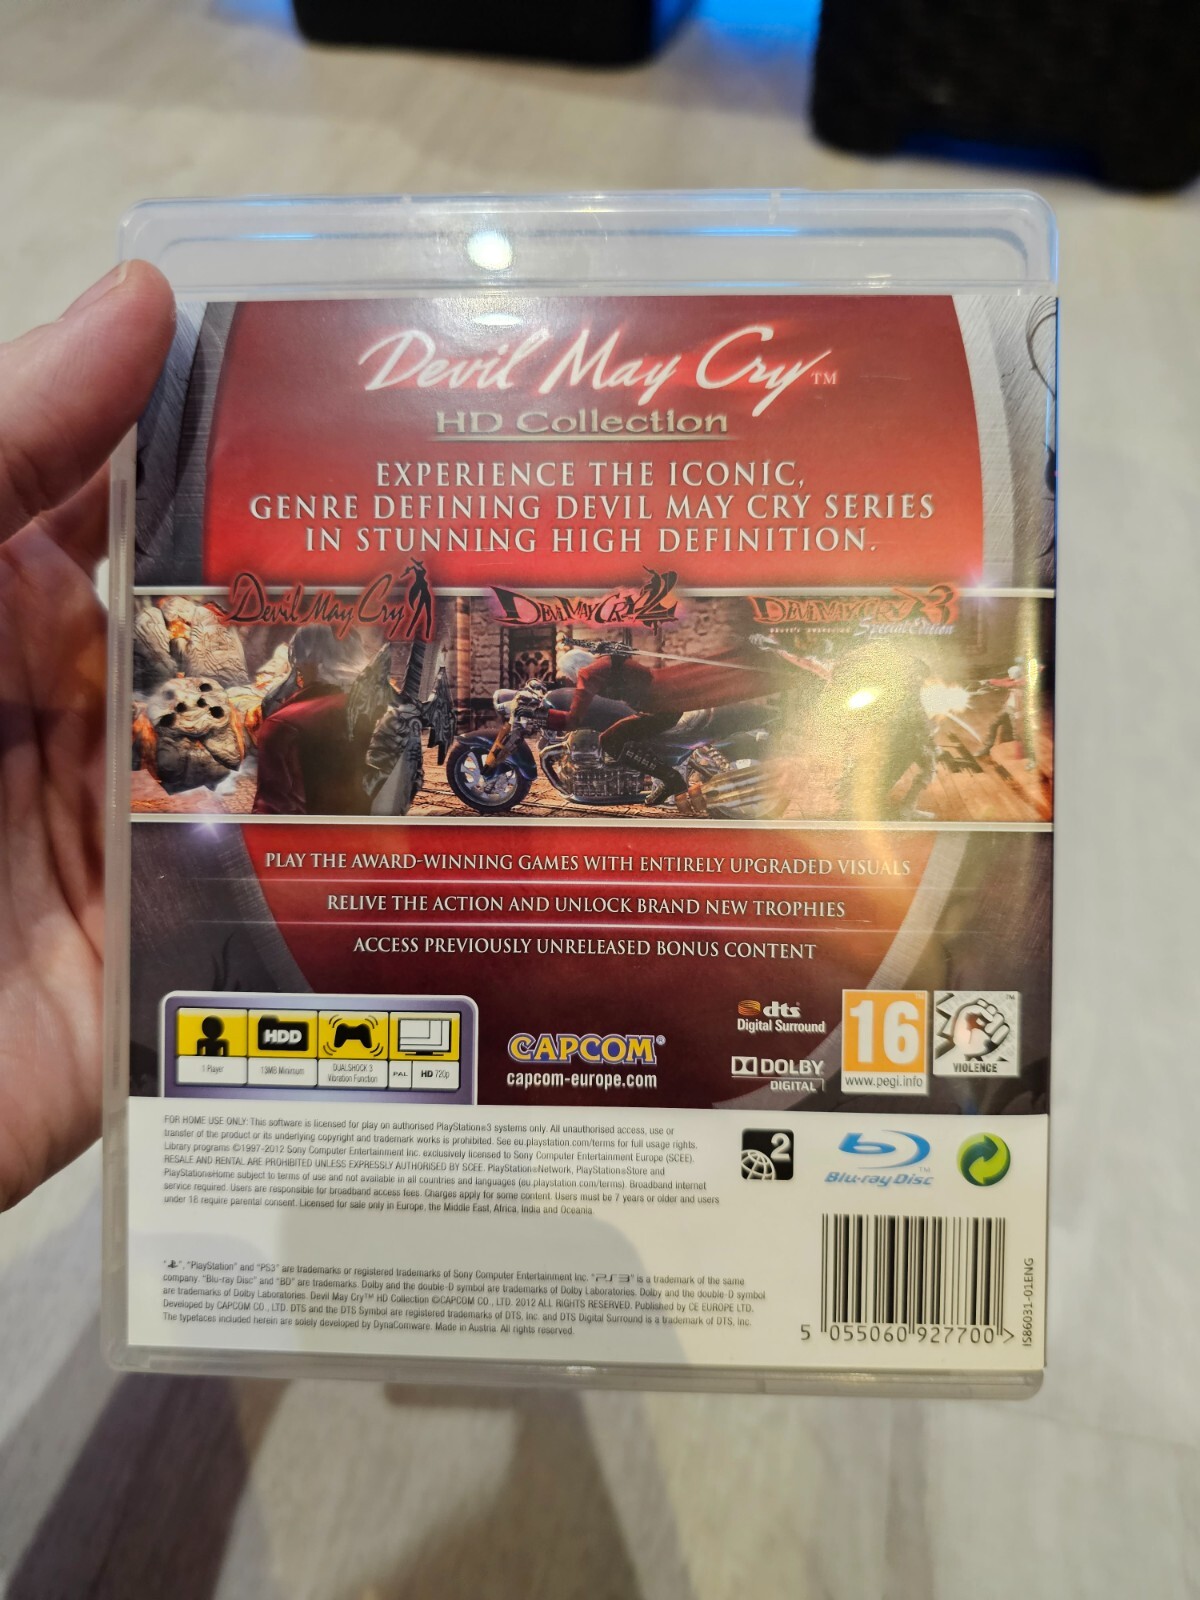 Devil May Cry™
HD Collection
EXPERIENCE THE ICONIC,
GENRE DEFINING DEVIL MAY CRY SERIES
IN STUNNING HIGH DEFINITION.
Devil May Cry
DEVIL MAY CRY 2
DEVIL MAY CRY 3
Special Edition
PLAY THE AWARD-WINNING GAMES WITH ENTIRELY UPGRADED VISUALS
RELIVE THE ACTION AND UNLOCK BRAND NEW TROPHIES
ACCESS PREVIOUSLY UNRELEASED BONUS CONTENT
HDD
1 Player
13MB Minimum
DUALSHOCK 3
Vibration Function
PAL
HD 720p
CAPCOM®
capcom-europe.com
dts
Digital Surround
DOLBY
DIGITAL
16
www.pegi.info
™
VIOLENCE
FOR HOME USE ONLY: This software is licensed for play on authorised PlayStation®3 systems only. All unauthorised access, use or
transfer of the product or its underlying copyright and trademark works is prohibited. See eu.playstation.com/terms for full usage rights.
Library programs ©1997-2012 Sony Computer Entertainment Inc. exclusively licensed to Sony Computer Entertainment Europe (SCEE).
RESALE AND RENTAL ARE PROHIBITED UNLESS EXPRESSLY AUTHORISED BY SCEE. PlayStation®Network, PlayStation®Store and
PlayStation®Home subject to terms of use and not available in all countries and languages (eu.playstation.com/terms). Broadband internet
service required. Users are responsible for broadband access fees. Charges apply for some content. Users must be 7 years or older and users
under 18 require parental consent. Licensed for sale only in Europe, the Middle East, Africa, India and Oceania.
2
Blu-ray Disc™
", "PlayStation" and "PS3" are trademarks or registered trademarks of Sony Computer Entertainment Inc. "PS3" is a trademark of the same
company. "Blu-ray Disc" and "BD" are trademarks. Dolby and the double-D symbol are trademarks of Dolby Laboratories. Dolby and the double-D symbol
are trademarks of Dolby Laboratories. Devil May Cry™ HD Collection ©CAPCOM CO., LTD. 2012 ALL RIGHTS RESERVED. Published by CE EUROPE LTD.
Developed by CAPCOM CO., LTD. DTS and the DTS Symbol are registered trademarks of DTS, Inc. and DTS Digital Surround is a trademark of DTS, Inc.
The typefaces included herein are solely developed by DynaComware. Made in Austria. All rights reserved.
5 055060 927700 >
IS86031-01ENG